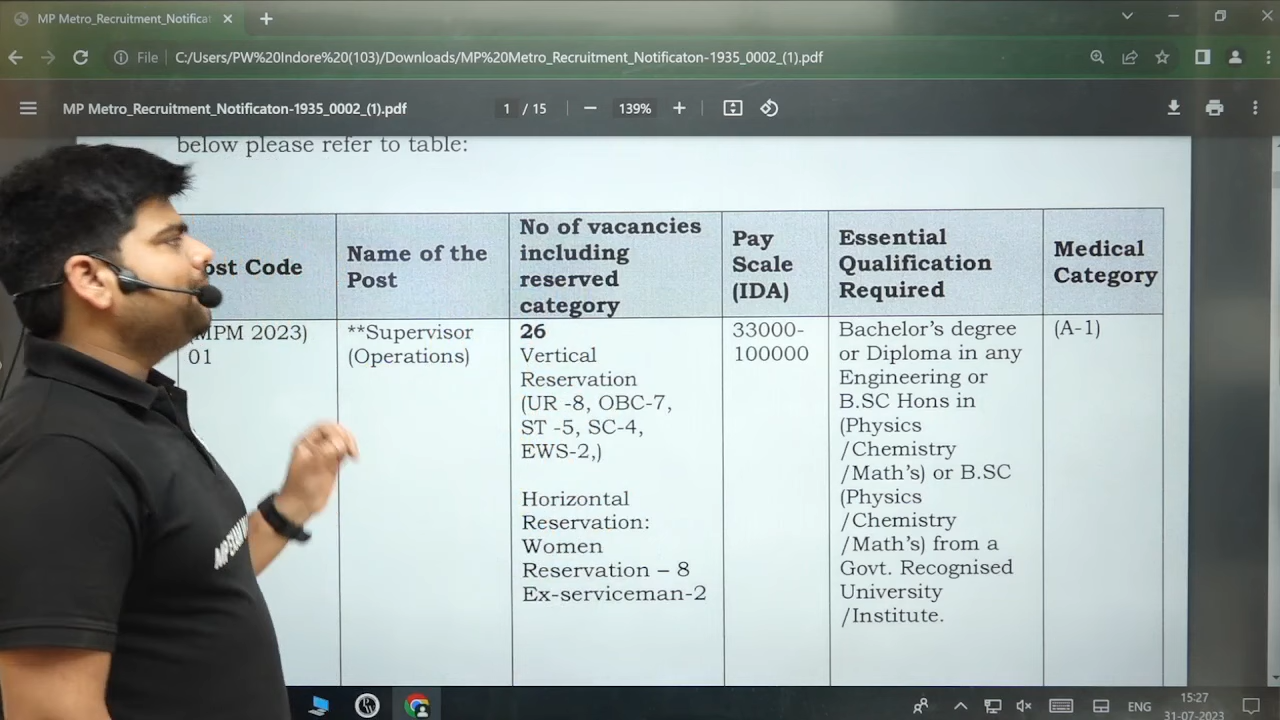 MP Metro_Recruitment_Notificat
File
C:/Users/PW%20Indore%20(103)/Downloads/MP%20Metro_Recruitment_Notificaton-1935_0002_(1).pdf
MP Metro_Recruitment_Notificaton-1935_0002_(1).pdf
1 / 15
139%
below please refer to table:
ost Code
Name of the
Post
No of vacancies
including
reserved
category
Pay
Scale
(IDA)
Essential
Qualification
Required
Medical
Category
(MPM 2023)
01
**Supervisor
(Operations)
26
Vertical
Reservation
(UR -8, OBC-7,
ST -5, SC-4,
EWS-2,)
Horizontal
Reservation:
Women
Reservation – 8
Ex-serviceman-2
33000-
100000
Bachelor's degree
or Diploma in any
Engineering or
B.SC Hons in
(Physics
/Chemistry
/Math's) or B.SC
(Physics
/Chemistry
/Math's) from a
Govt. Recognised
University
/Institute.
(A-1)
MP EXAM
ENG
15:27
31-07-2023